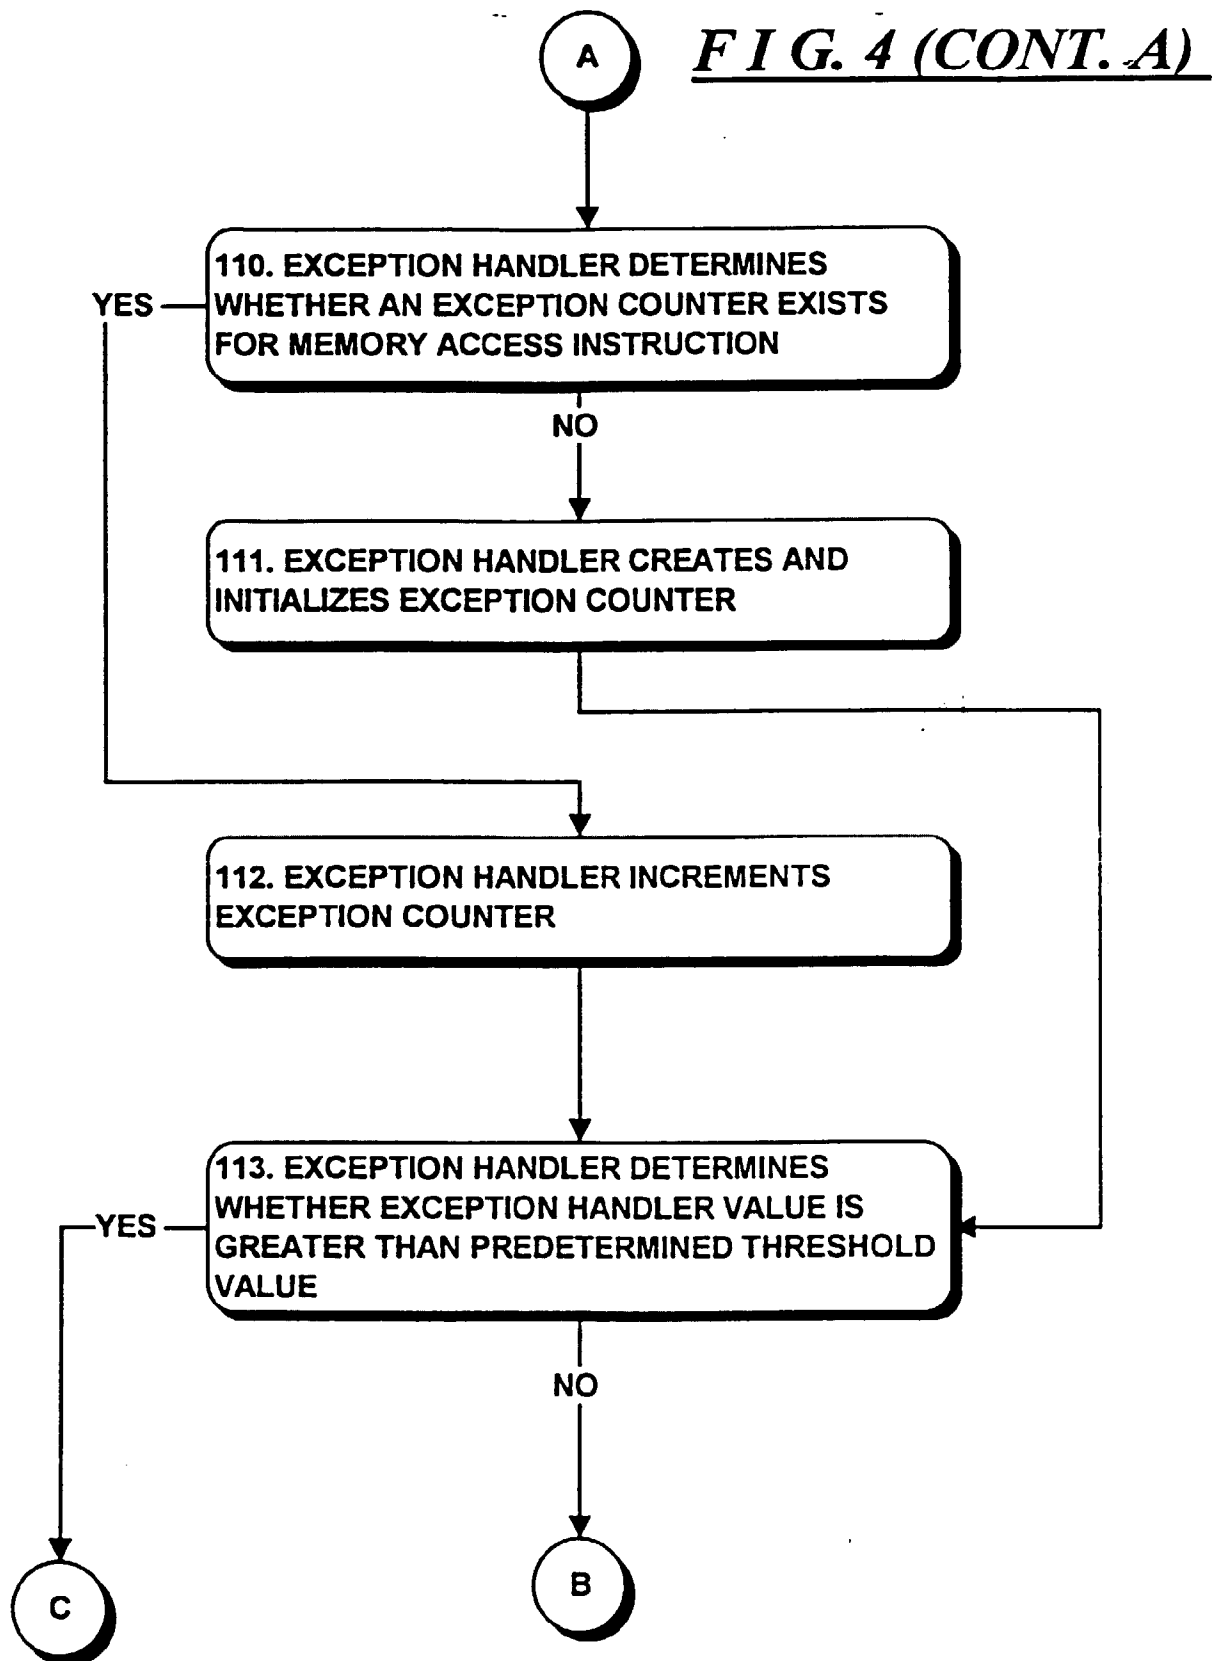 A
FIG. 4 (CONT. A)
110. EXCEPTION HANDLER DETERMINES
WHETHER AN EXCEPTION COUNTER EXISTS
FOR MEMORY ACCESS INSTRUCTION
YES
NO
111. EXCEPTION HANDLER CREATES AND
INITIALIZES EXCEPTION COUNTER
112. EXCEPTION HANDLER INCREMENTS
EXCEPTION COUNTER
113. EXCEPTION HANDLER DETERMINES
WHETHER EXCEPTION HANDLER VALUE IS
GREATER THAN PREDETERMINED THRESHOLD
VALUE
YES
NO
C
B